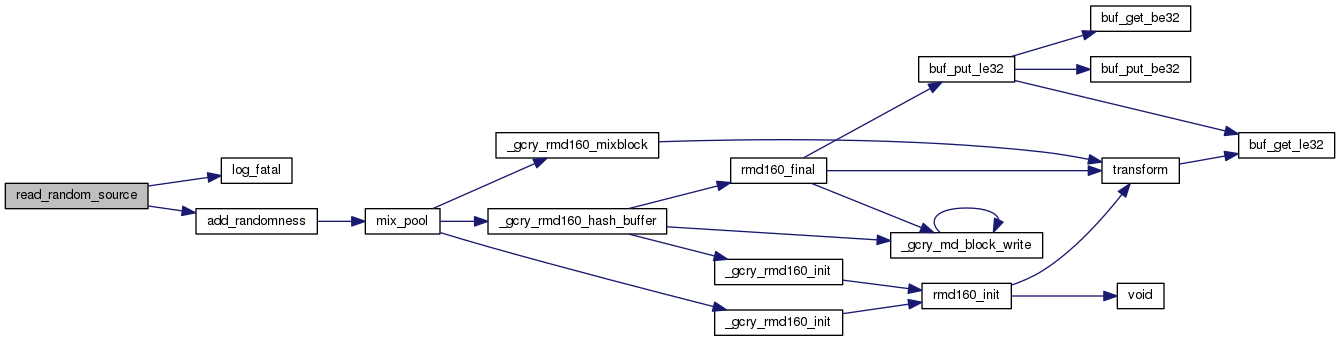 read_random_source
log_fatal
add_randomness
mix_pool
_gcry_rmd160_mixblock
_gcry_rmd160_hash_buffer
_gcry_rmd160_init
_gcry_rmd160_init
rmd160_final
buf_put_le32
_gcry_md_block_write
rmd160_init
buf_get_be32
buf_put_be32
transform
void
buf_get_le32